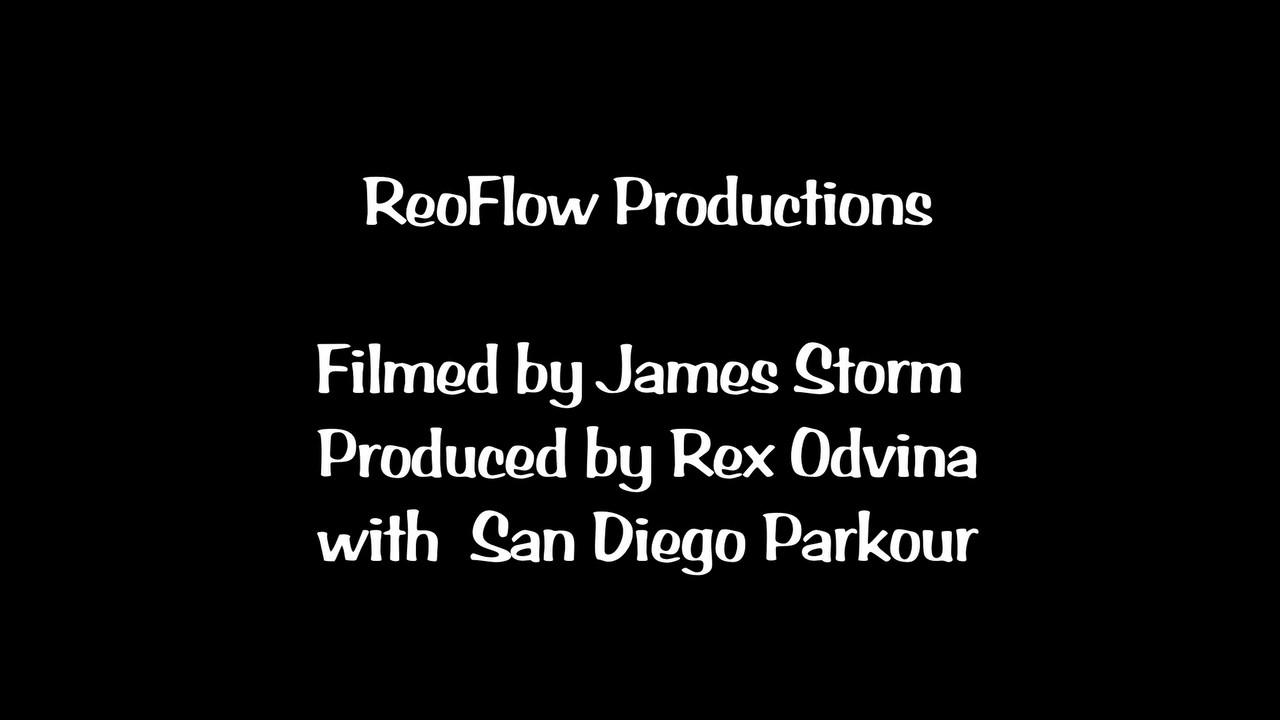 ReoFlow Productions
Filmed by James Storm
Produced by Rex Odvina
with  San Diego Parkour